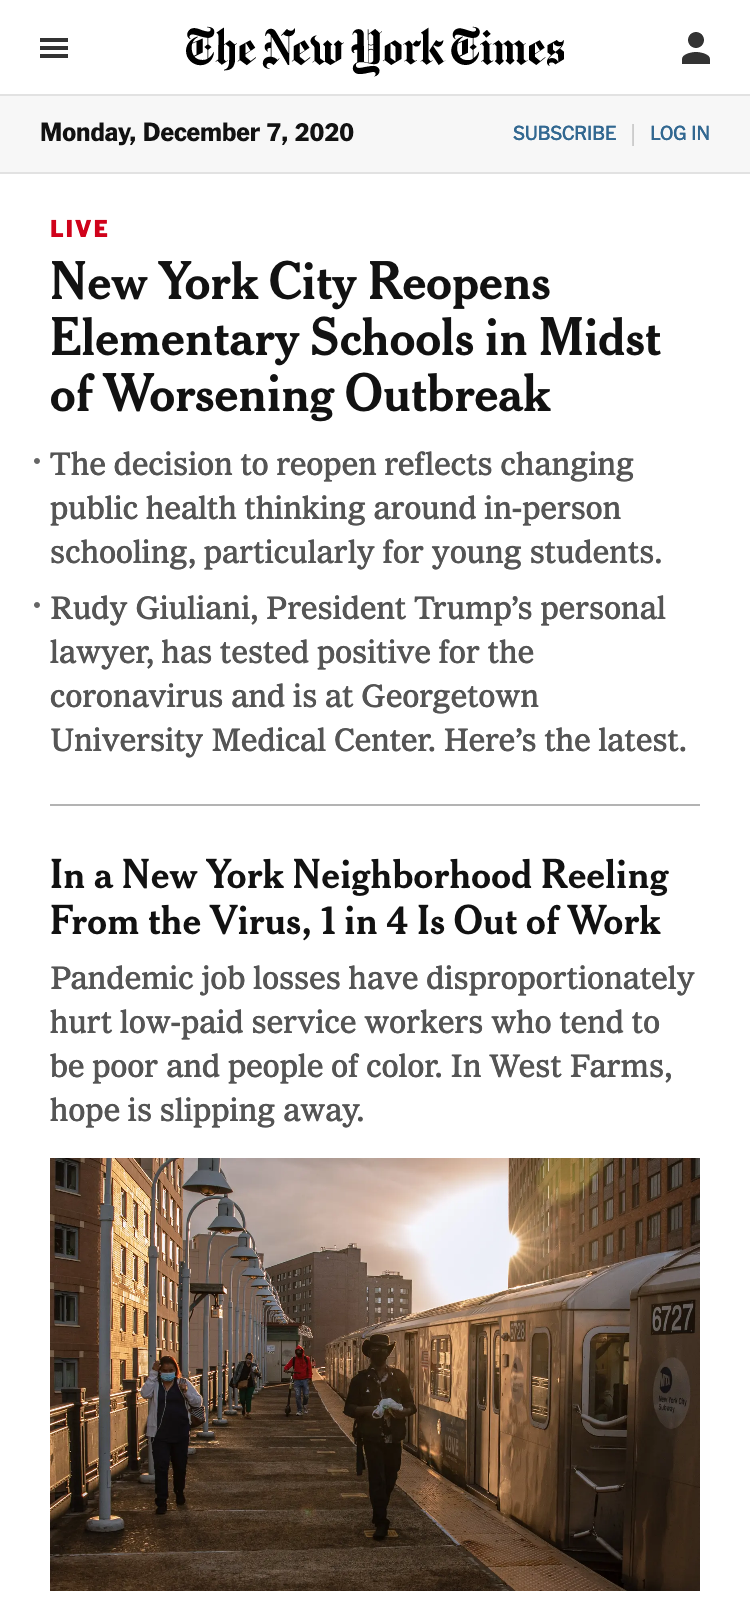 The New York Times
Monday, December 7, 2020
SUBSCRIBE | LOG IN
LIVE
New York City Reopens
Elementary Schools in Midst
of Worsening Outbreak
· The decision to reopen reflects changing
public health thinking around in-person
schooling, particularly for young students.
· Rudy Giuliani, President Trump’s personal
lawyer, has tested positive for the
coronavirus and is at Georgetown
University Medical Center. Here’s the latest.
In a New York Neighborhood Reeling
From the Virus, 1 in 4 Is Out of Work
Pandemic job losses have disproportionately
hurt low-paid service workers who tend to
be poor and people of color. In West Farms,
hope is slipping away.
6727
New York City
Subway